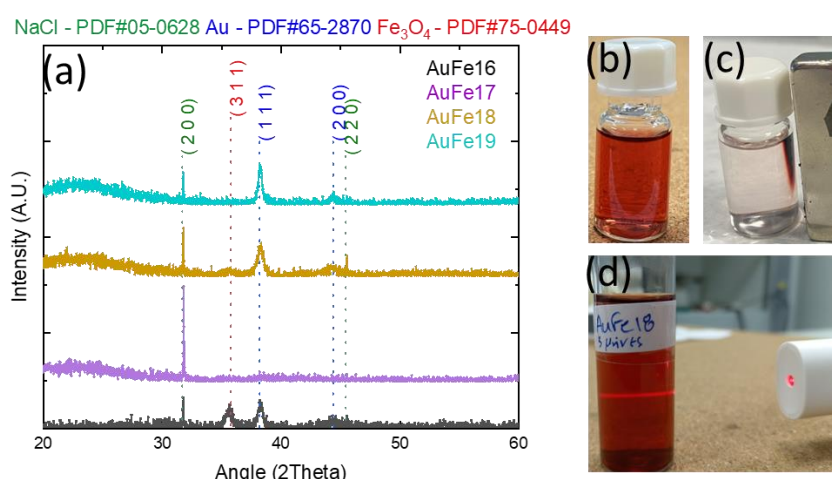 NaCl - PDF#05-0628 Au - PDF#65-2870 Fe₃O₄ - PDF#75-0449
(a)
(b)
(c)
(d)
AuFe16
AuFe17
AuFe18
AuFe19
(2 0 0)
(3 1 1)
(1 1 1)
(2 0 0)
(2 2 0)
Intensity (A.U.)
20
30
40
50
60
Angle (2Theta)
AuFe18